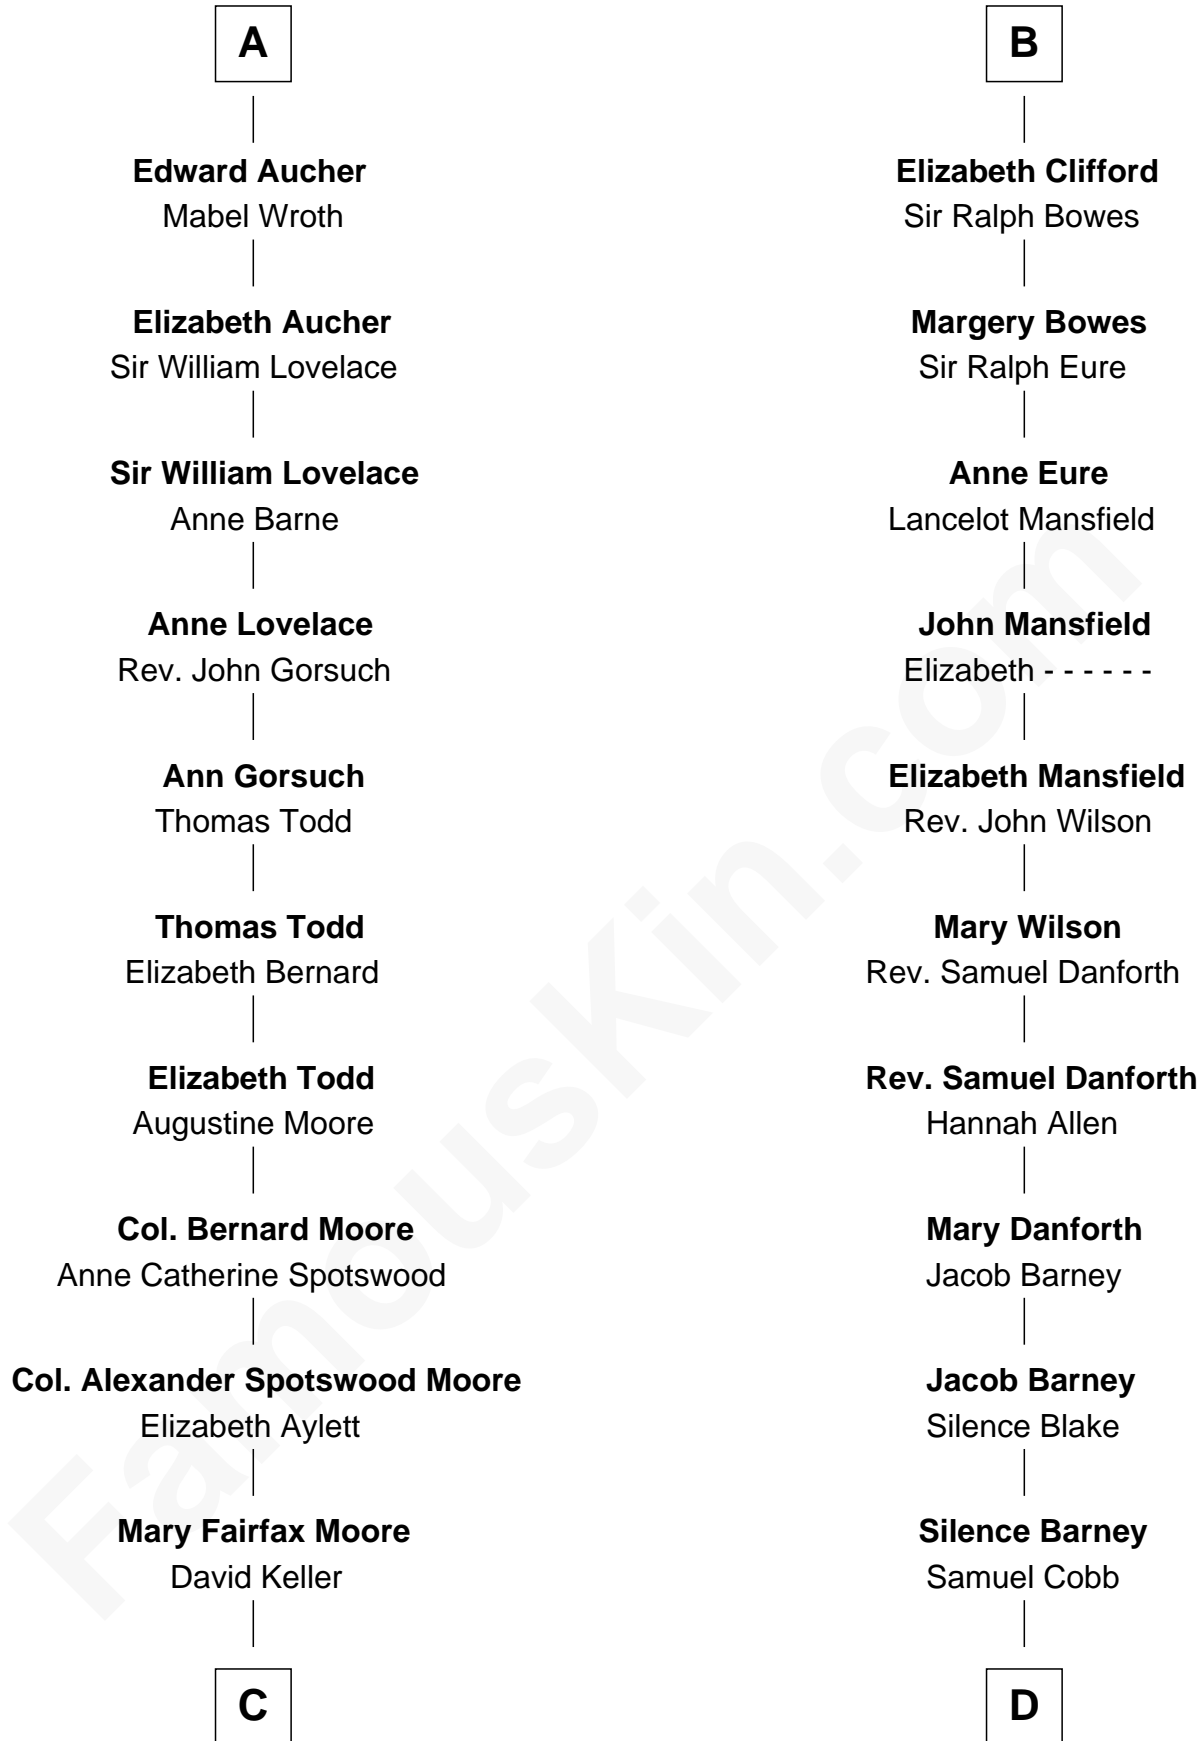 A
Edward Aucher
Mabel Wroth
Elizabeth Aucher
Sir William Lovelace
Sir William Lovelace
Anne Barne
Anne Lovelace
Rev. John Gorsuch
Ann Gorsuch
Thomas Todd
Thomas Todd
Elizabeth Bernard
Elizabeth Todd
Augustine Moore
Col. Bernard Moore
Anne Catherine Spotswood
Col. Alexander Spotswood Moore
Elizabeth Aylett
Mary Fairfax Moore
David Keller
C
B
Elizabeth Clifford
Sir Ralph Bowes
Margery Bowes
Sir Ralph Eure
Anne Eure
Lancelot Mansfield
John Mansfield
Elizabeth - - - - - -
Elizabeth Mansfield
Rev. John Wilson
Mary Wilson
Rev. Samuel Danforth
Rev. Samuel Danforth
Hannah Allen
Mary Danforth
Jacob Barney
Jacob Barney
Silence Blake
Silence Barney
Samuel Cobb
D
FamousKin.com